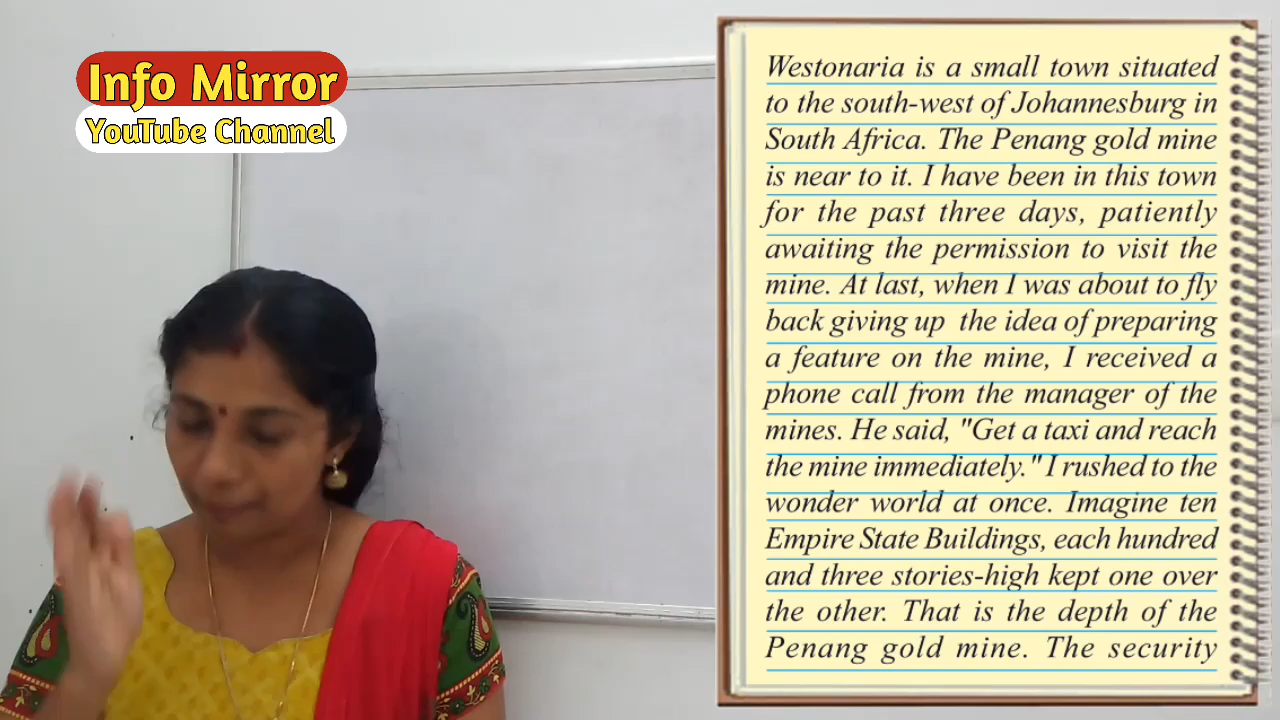 Info Mirror
YouTube Channel
Westonaria is a small town situated
to the south-west of Johannesburg in
South Africa. The Penang gold mine
is near to it. I have been in this town
for the past three days, patiently
awaiting the permission to visit the
mine. At last, when I was about to fly
back giving up the idea of preparing
a feature on the mine, I received a
phone call from the manager of the
mines. He said, "Get a taxi and reach
the mine immediately." I rushed to the
wonder world at once. Imagine ten
Empire State Buildings, each hundred
and three stories-high kept one over
the other. That is the depth of the
Penang gold mine. The security